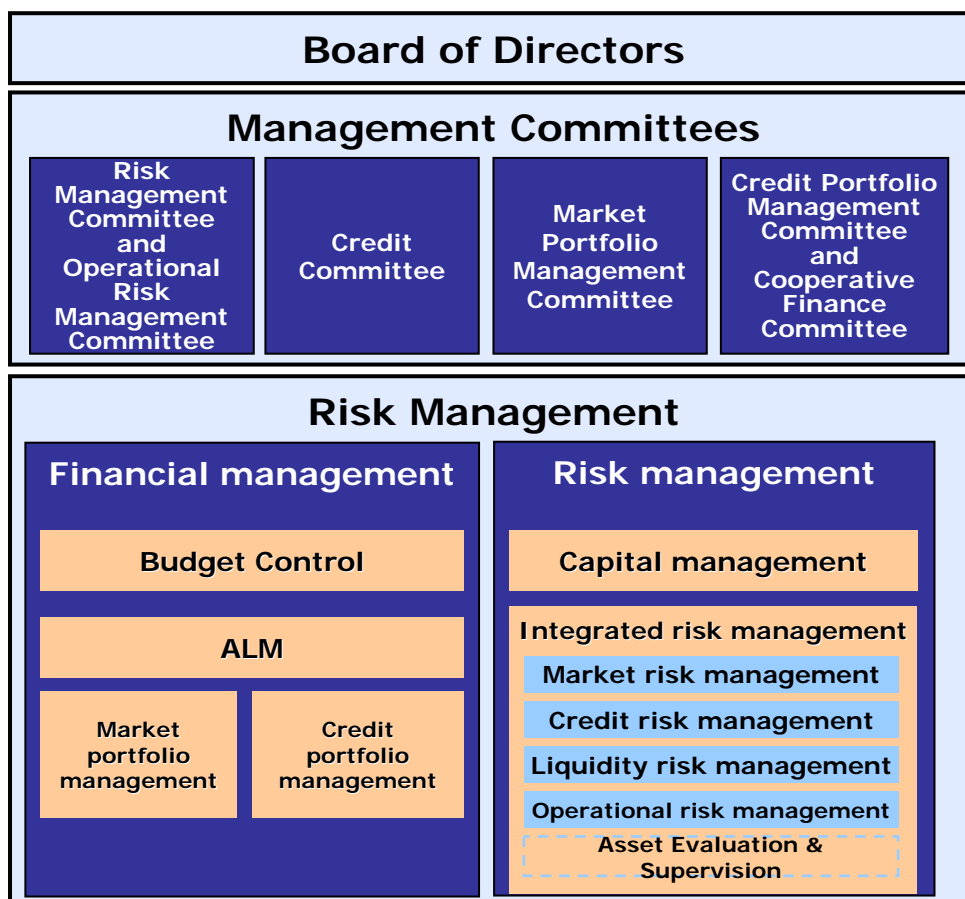 Board of Directors
Management Committees
Risk
Management
Committee
and
Operational
Risk
Management
Committee
Credit
Committee
Market
Portfolio
Management
Committee
Credit Portfolio
Management
Committee
and
Cooperative
Finance
Committee
Risk Management
Financial management
Budget Control
ALM
Market
portfolio
management
Credit
portfolio
management
Risk management
Capital management
Integrated risk management
Market risk management
Credit risk management
Liquidity risk management
Operational risk management
Asset Evaluation &
Supervision